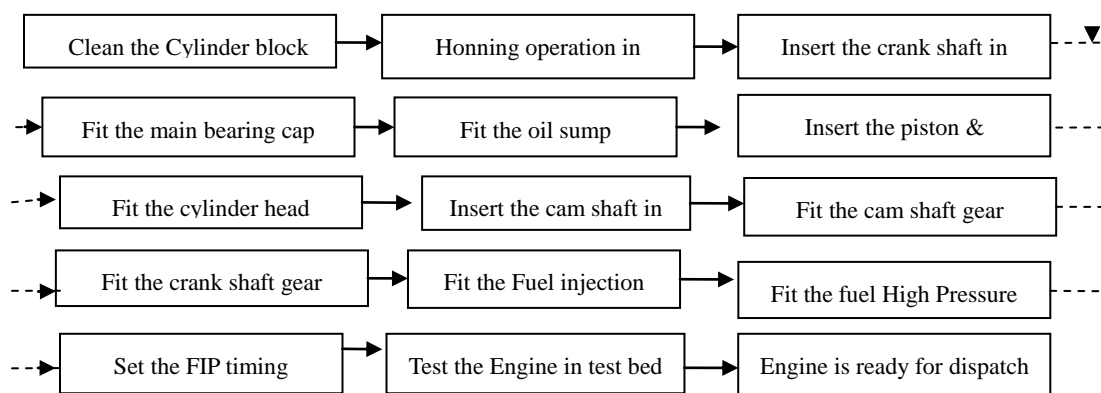 Clean the Cylinder block
Honning operation in
Insert the crank shaft in
Fit the main bearing cap
Fit the oil sump
Insert the piston &
Fit the cylinder head
Insert the cam shaft in
Fit the cam shaft gear
Fit the crank shaft gear
Fit the Fuel injection
Fit the fuel High Pressure
Set the FIP timing
Test the Engine in test bed
Engine is ready for dispatch